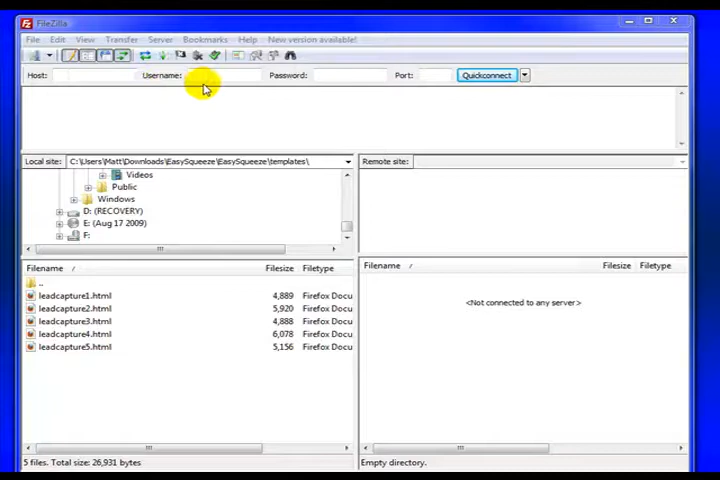 FileZilla
File Edit View Transfer Server Bookmarks Help New version available!
Host: Username: Password: Port: Quickconnect
Local site: C:\Users\Matt\Downloads\EasySqueeze\EasySqueeze\templates\
Remote site:
Videos
Public
Windows
D: (RECOVERY)
E: (Aug 17 2009)
F:
Filename / Filesize Filetype
..
leadcapture1.html 4,889 Firefox Docu
leadcapture2.html 5,920 Firefox Docu
leadcapture3.html 4,888 Firefox Docu
leadcapture4.html 6,078 Firefox Docu
leadcapture5.html 5,156 Firefox Docu
5 files. Total size: 26,931 bytes
Filename / Filesize Filetype
<Not connected to any server>
Empty directory.